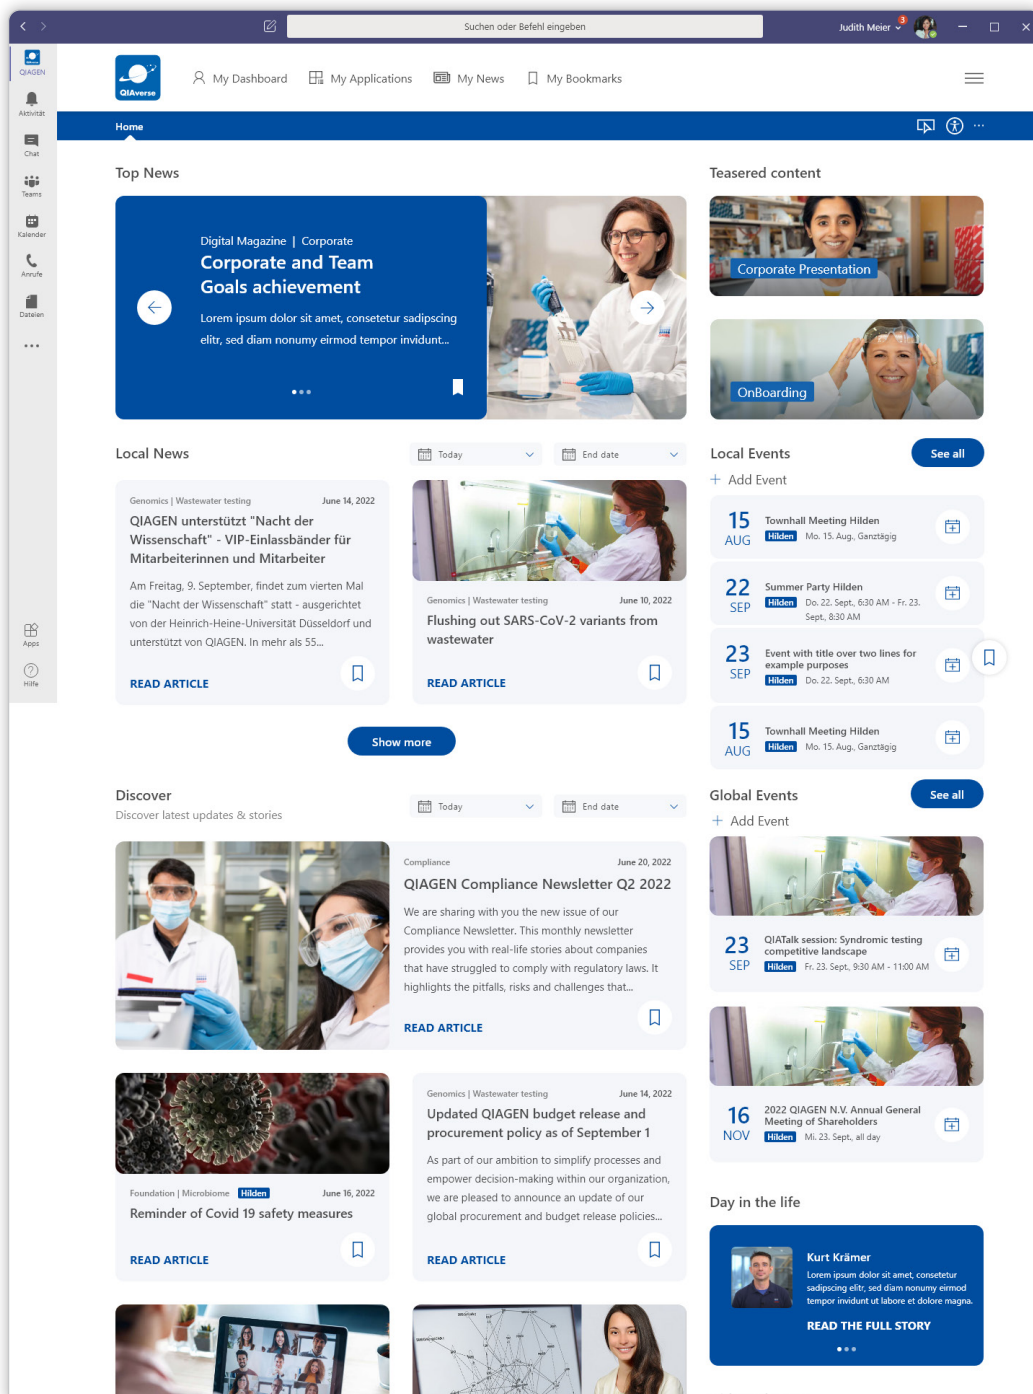 Suchen oder Befehl eingeben
Judith Meier
3
QIAGEN
Aktivität
Chat
Teams
Kalender
Anrufe
Dateien
Apps
Hilfe
QIAverse
My Dashboard
My Applications
My News
My Bookmarks
Home
Top News
Digital Magazine | Corporate
Corporate and Team
Goals achievement
Lorem ipsum dolor sit amet, consetetur sadipscing
elitr, sed diam nonumy eirmod tempor invidunt...
Teasered content
Corporate Presentation
OnBoarding
Local News
Today
End date
Genomics | Wastewater testing
June 14, 2022
QIAGEN unterstützt "Nacht der
Wissenschaft" - VIP-Einlassbänder für
Mitarbeiterinnen und Mitarbeiter
Am Freitag, 9. September, findet zum vierten Mal
die "Nacht der Wissenschaft" statt - ausgerichtet
von der Heinrich-Heine-Universität Düsseldorf und
unterstützt von QIAGEN. In mehr als 55...
READ ARTICLE
Genomics | Wastewater testing
June 10, 2022
Flushing out SARS-CoV-2 variants from
wastewater
READ ARTICLE
Show more
Local Events
See all
+ Add Event
15
AUG
Townhall Meeting Hilden
Hilden Mo. 15. Aug., Ganztägig
22
SEP
Summer Party Hilden
Hilden Do. 22. Sept., 6:30 AM - Fr. 23.
Sept., 8:30 AM
23
SEP
Event with title over two lines for
example purposes
Hilden Do. 22. Sept., 6:30 AM
15
AUG
Townhall Meeting Hilden
Hilden Mo. 15. Aug., Ganztägig
Discover
Discover latest updates & stories
Today
End date
Compliance
June 20, 2022
QIAGEN Compliance Newsletter Q2 2022
We are sharing with you the new issue of our
Compliance Newsletter. This monthly newsletter
provides you with real-life stories about companies
that have struggled to comply with regulatory laws. It
highlights the pitfalls, risks and challenges that...
READ ARTICLE
Foundation | Microbiome Hilden
June 16, 2022
Reminder of Covid 19 safety measures
READ ARTICLE
Genomics | Wastewater testing
June 14, 2022
Updated QIAGEN budget release and
procurement policy as of September 1
As part of our ambition to simplify processes and
empower decision-making within our organization,
we are pleased to announce an update of our
global procurement and budget release policies...
READ ARTICLE
Global Events
See all
+ Add Event
23
SEP
QIATalk session: Syndromic testing
competitive landscape
Hilden Fr. 23. Sept., 9:30 AM - 11:00 AM
16
NOV
2022 QIAGEN N.V. Annual General
Meeting of Shareholders
Hilden Mi. 23. Sept., all day
Day in the life
Kurt Krämer
Lorem ipsum dolor sit amet, consetetur
sadipscing elitr, sed diam nonumy eirmod
tempor invidunt ut labore et dolore magna.
READ THE FULL STORY